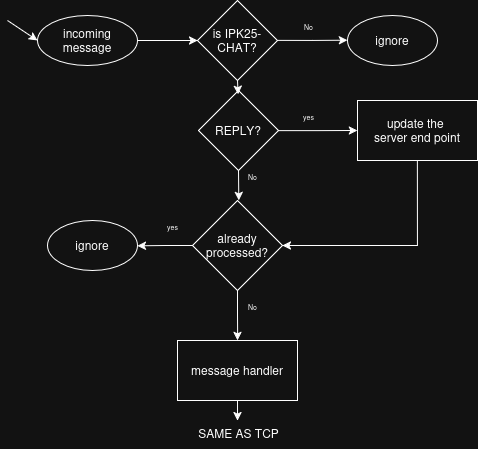 incoming
message
is IPK25-
CHAT?
No
ignore
REPLY?
yes
update the
server end point
No
already
processed?
yes
ignore
No
message handler
SAME AS TCP